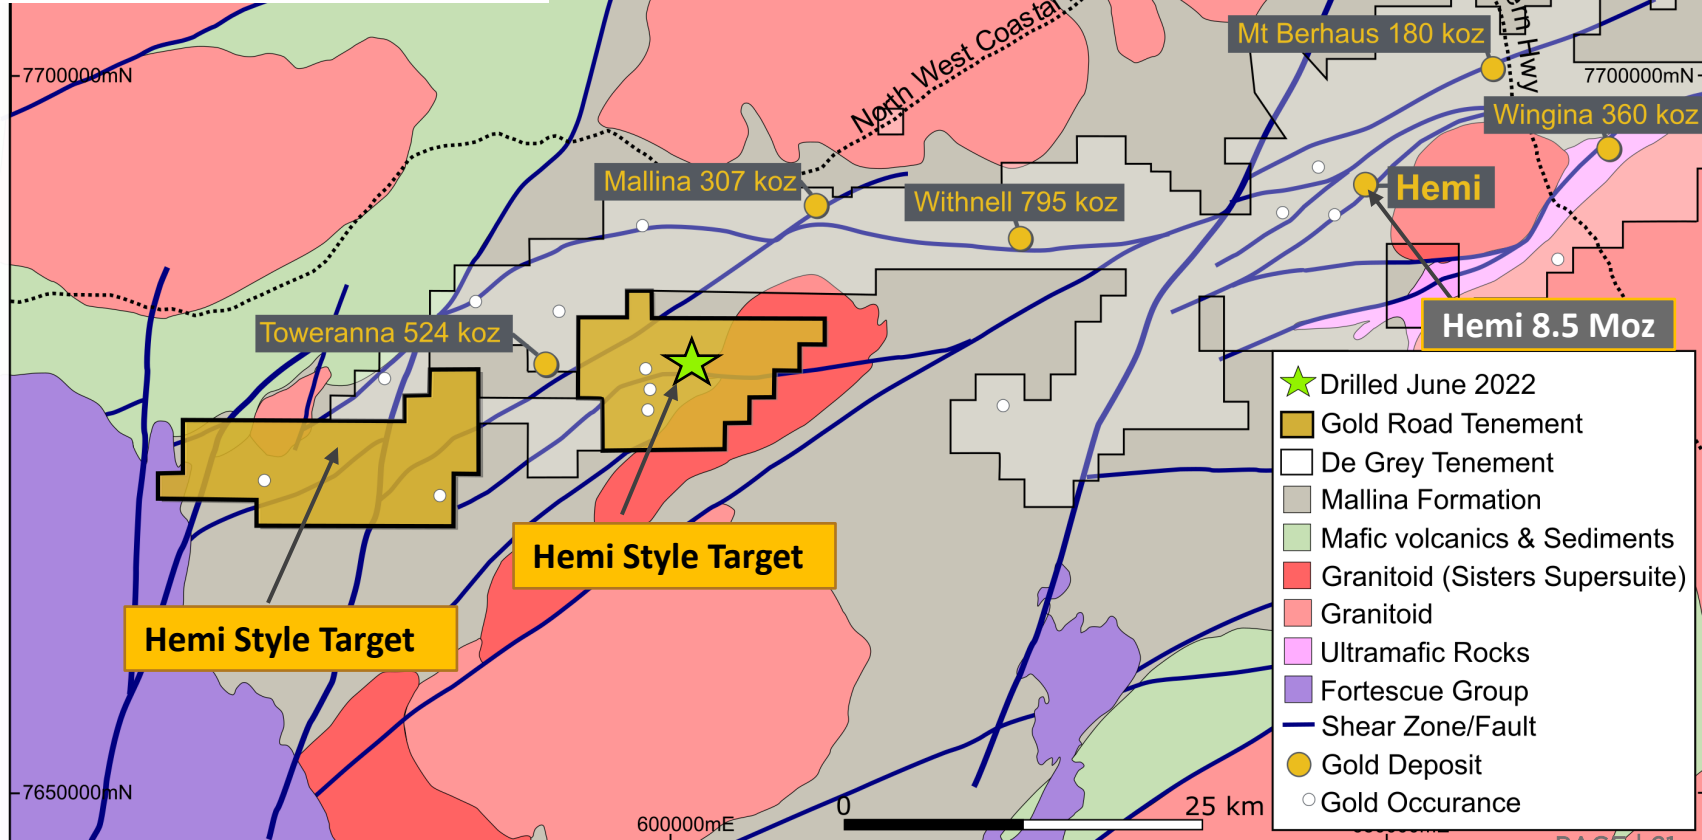 North West Coastal
Hwy
Mt Berhaus 180 koz
7700000mN
7700000mN
Wingina 360 koz
Mallina 307 koz
Withnell 795 koz
Hemi
Toweranna 524 koz
Hemi 8.5 Moz
Drilled June 2022
Gold Road Tenement
De Grey Tenement
Mallina Formation
Mafic volcanics & Sediments
Granitoid (Sisters Supersuite)
Granitoid
Ultramafic Rocks
Fortescue Group
Shear Zone/Fault
Gold Deposit
Gold Occurance
Hemi Style Target
Hemi Style Target
7650000mN
0
25 km
600000mE